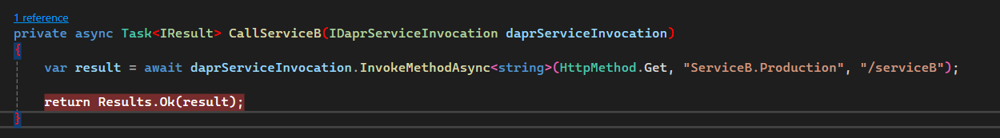 1 reference
private async Task<IResult> CallServiceB(IDaprServiceInvocation daprServiceInvocation)
{
var result = await daprServiceInvocation.InvokeMethodAsync<string>(HttpMethod.Get, "ServiceB.Production", "/serviceB");
return Results.Ok(result);
}